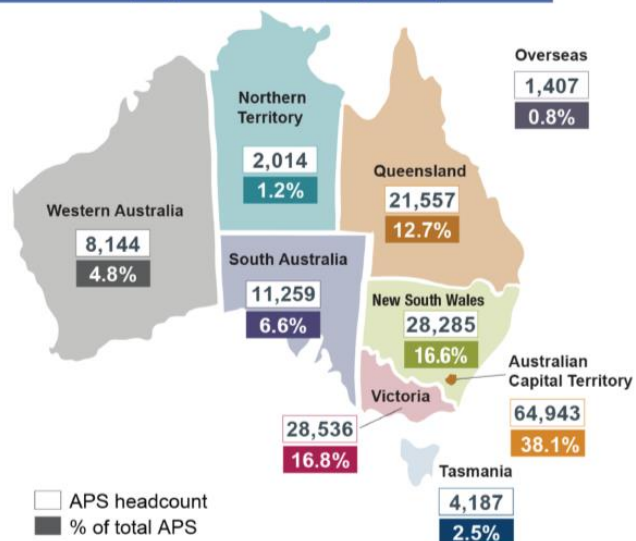 Overseas
1,407
0.8%
Northern
Territory
2,014
1.2%
Queensland
21,557
12.7%
Western Australia
8,144
4.8%
South Australia
11,259
6.6%
New South Wales
28,285
16.6%
Australian
Capital Territory
64,943
38.1%
Victoria
28,536
16.8%
Tasmania
4,187
2.5%
APS headcount
% of total APS